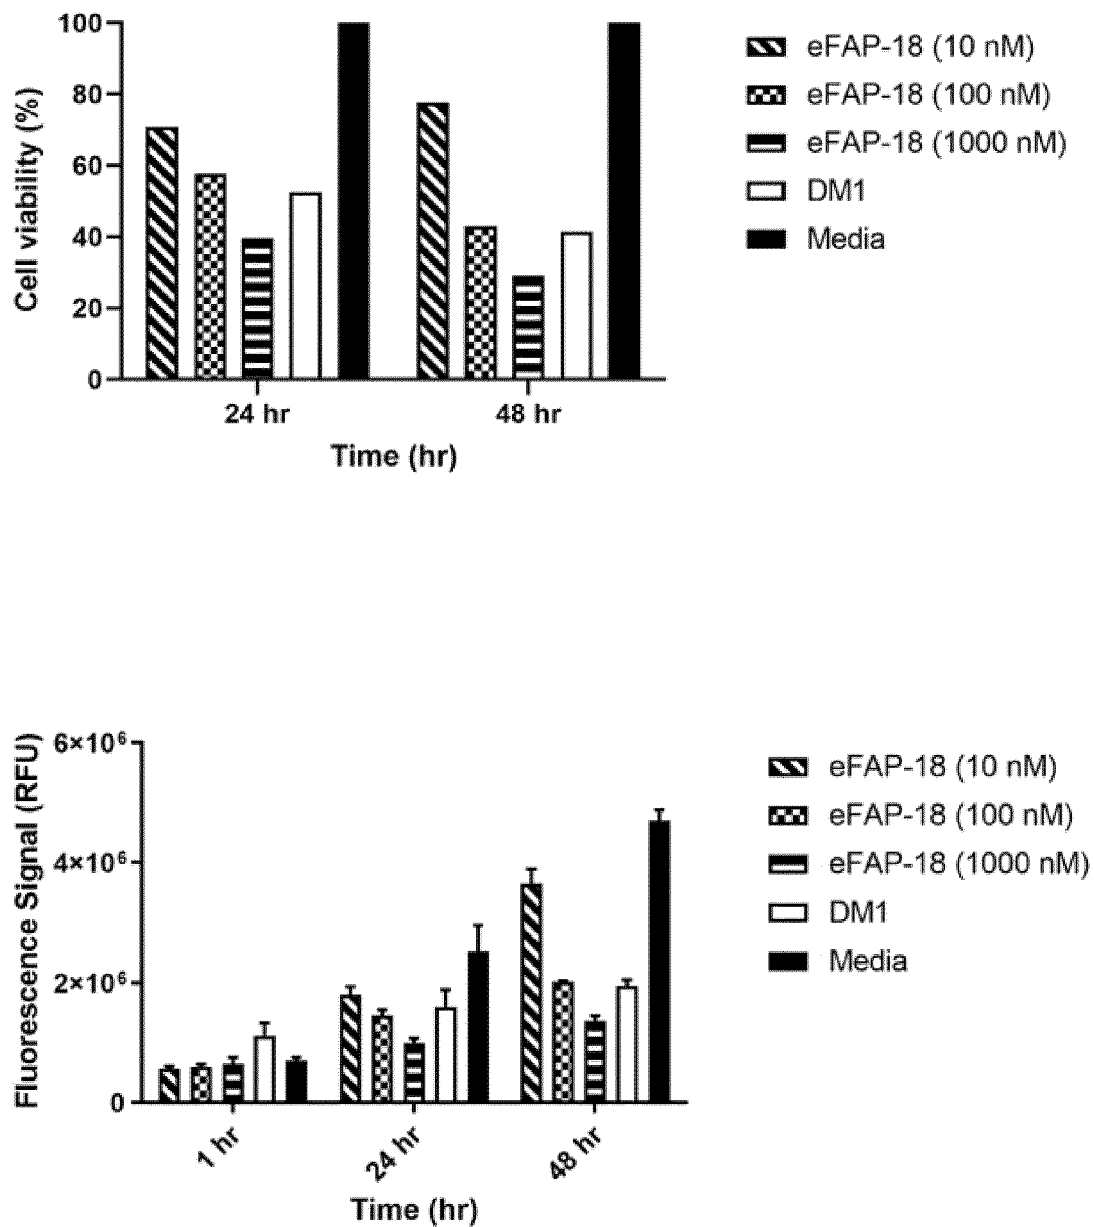 100
80
60
40
20
0
Cell viability (%)
24 hr
48 hr
Time (hr)
eFAP-18 (10 nM)
eFAP-18 (100 nM)
eFAP-18 (1000 nM)
DM1
Media
6×10⁶
4×10⁶
2×10⁶
0
Fluorescence Signal (RFU)
1 hr
24 hr
48 hr
Time (hr)
eFAP-18 (10 nM)
eFAP-18 (100 nM)
eFAP-18 (1000 nM)
DM1
Media